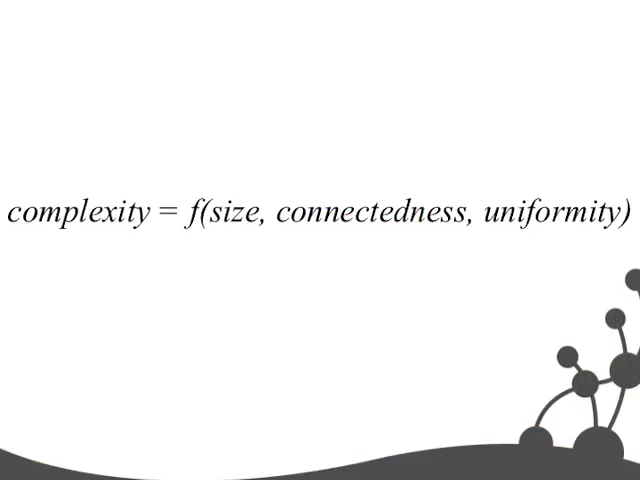 complexity = f(size, connectedness, uniformity)